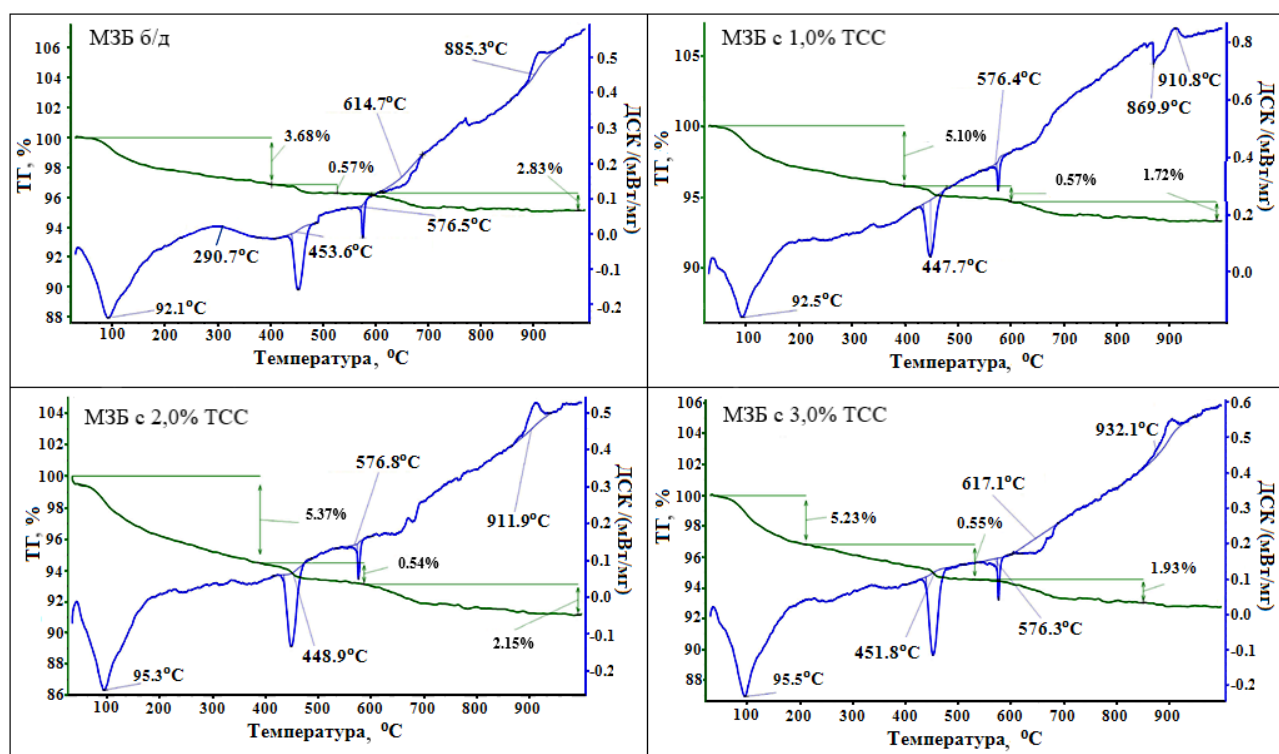 МЗБ б/д
106
104
102
100
98
96
94
92
90
88
ТГ, %
3.68%
0.57%
2.83%
885.3°C
614.7°C
576.5°C
290.7°C
453.6°C
92.1°C
0.5
0.4
0.3
0.2
0.1
0.0
-0.1
-0.2
ДСК /(мВт/мг)
100 200 300 400 500 600 700 800 900
Температура, °С
МЗБ с 1,0% ТСС
105
100
95
90
ТГ, %
5.10%
0.57%
1.72%
576.4°C
910.8°C
869.9°C
447.7°C
92.5°C
0.8
0.6
0.4
0.2
0.0
ДСК /(мВт/мг)
100 200 300 400 500 600 700 800 900
Температура, °С
МЗБ с 2,0% ТСС
104
102
100
98
96
94
92
90
88
86
ТГ, %
5.37%
0.54%
2.15%
576.8°C
911.9°C
448.9°C
95.3°C
0.5
0.4
0.3
0.2
0.1
0.0
-0.1
-0.2
ДСК /(мВт/мг)
100 200 300 400 500 600 700 800 900
Температура, °С
МЗБ с 3,0% ТСС
106
104
102
100
98
96
94
92
90
88
ТГ, %
5.23%
0.55%
1.93%
932.1°C
617.1°C
576.3°C
451.8°C
95.5°C
0.6
0.5
0.4
0.3
0.2
0.1
0.0
-0.1
-0.2
ДСК /(мВт/мг)
100 200 300 400 500 600 700 800 900
Температура, °С